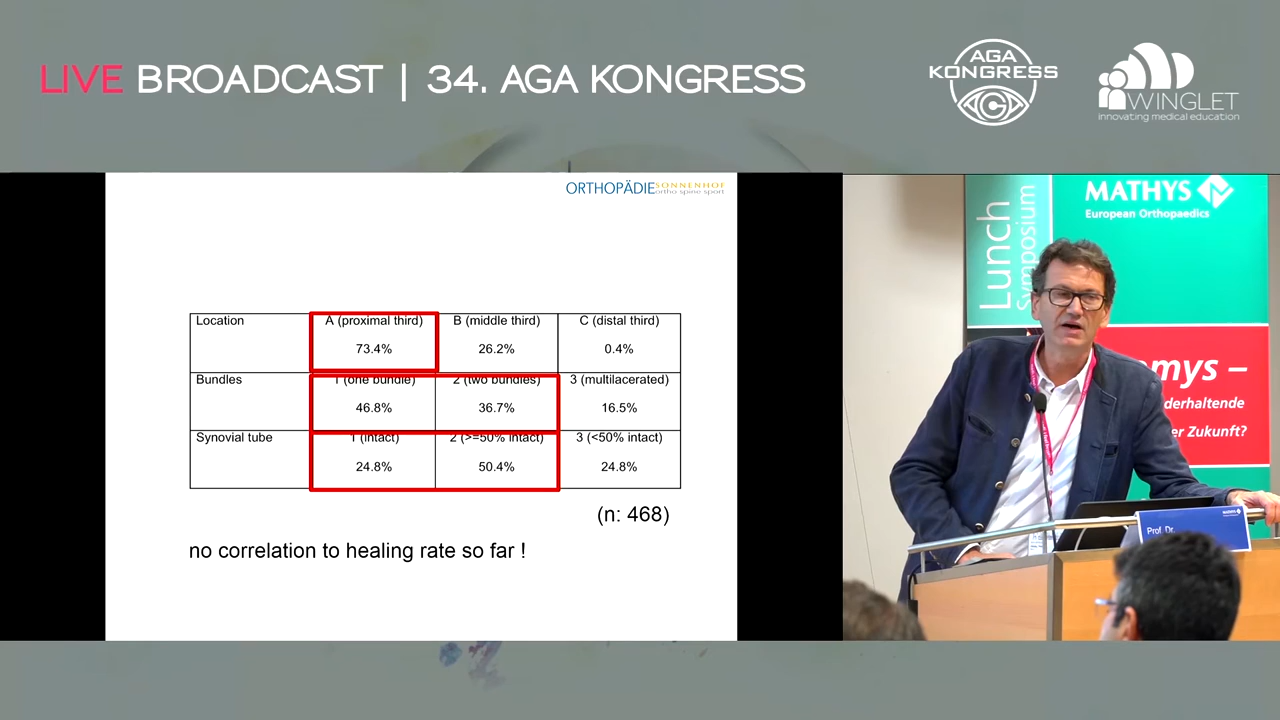 LIVE BROADCAST | 34. AGA KONGRESS
AGA
KONGRESS
AGA
WINGLET
innovating medical education
ORTHOPÄDIE SONNENHOF
ortho spine sport
Location A (proximal third) B (middle third) C (distal third)
73.4% 26.2% 0.4%
Bundles 1 (one bundle) 2 (two bundles) 3 (multilacerated)
46.8% 36.7% 16.5%
Synovial tube 1 (intact) 2 (>=50% intact) 3 (<50% intact)
24.8% 50.4% 24.8%
(n: 468)
no correlation to healing rate so far !
Lunch
Symposium
MATHYS
European Orthopaedics
mys –
derhaltende
er Zukunft?
MATHYS
Prof. Dr.